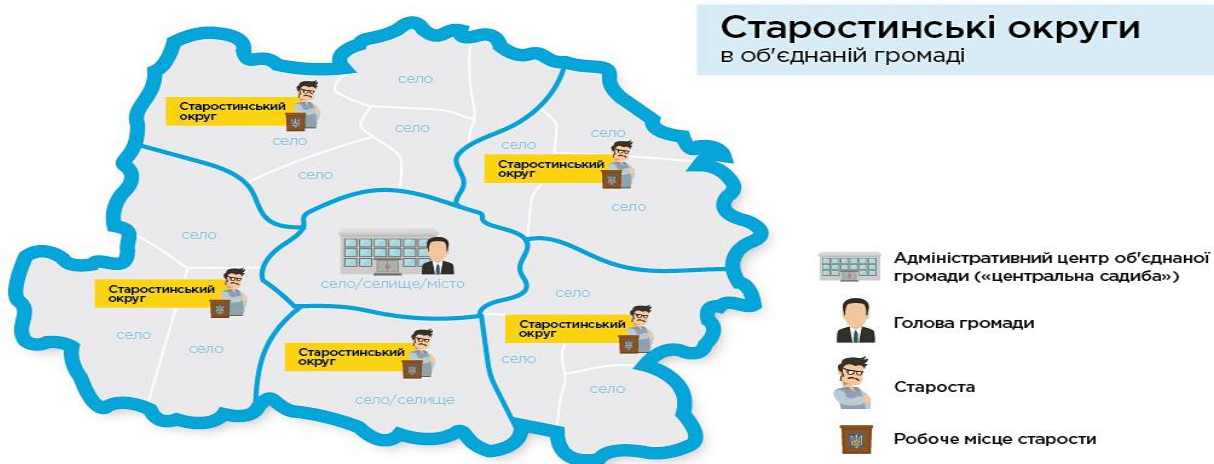 Старостинські округи
в об'єднаній громаді
село
Старостинський
округ
село
село
село
село
село
Старостинський
округ
село
село
село/селище/місто
Старостинський
округ
село
село
село
Старостинський
округ
село
село
Старостинський
округ
село/селище
Адміністративний центр об'єднаної
громади («центральна садиба»)
Голова громади
Староста
Робоче місце старости